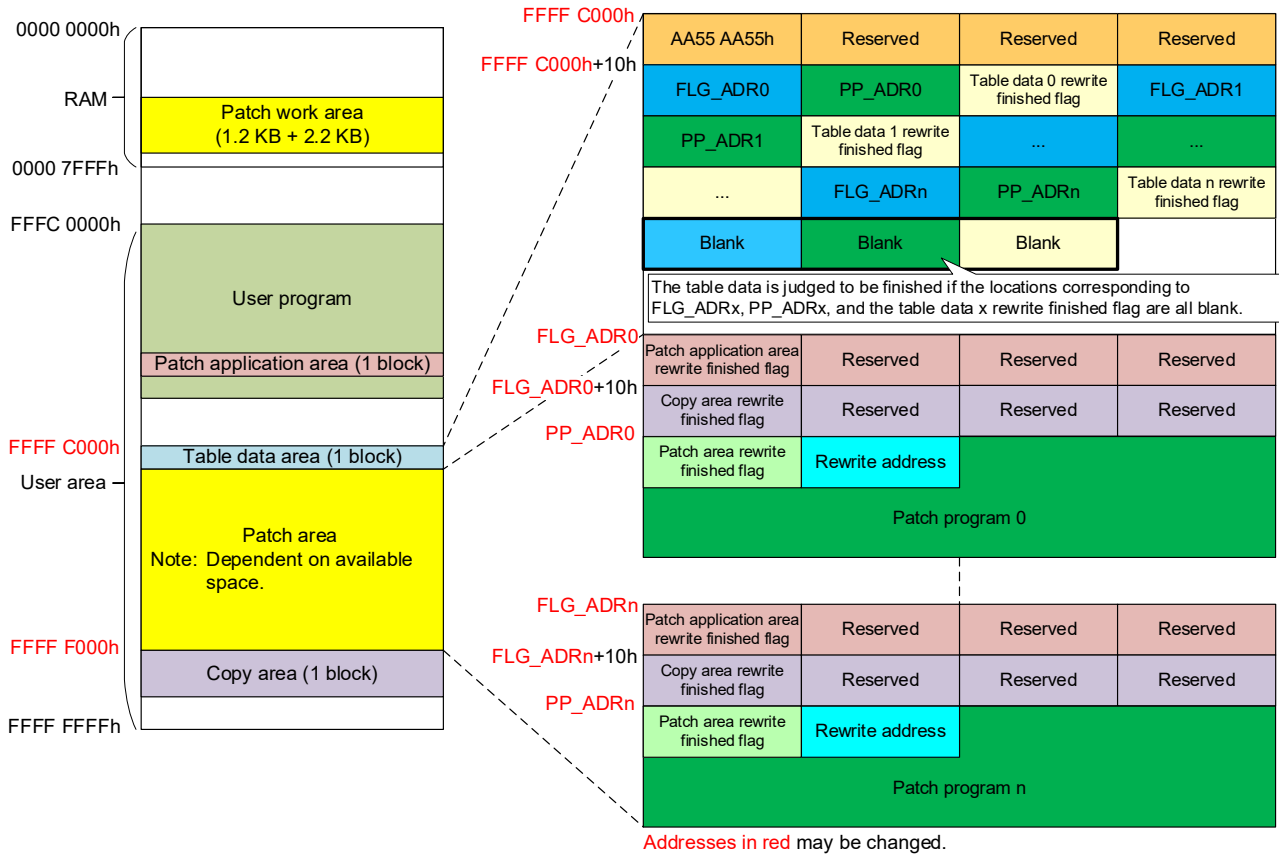 0000 0000h
RAM
Patch work area
(1.2 KB + 2.2 KB)
0000 7FFFh
FFFC 0000h
User program
Patch application area (1 block)
FFFF C000h
Table data area (1 block)
User area
Patch area
Note: Dependent on available
space.
FFFF F000h
Copy area (1 block)
FFFF FFFFh
FFFF C000h
AA55 AA55h
Reserved
Reserved
Reserved
FFFF C000h+10h
FLG_ADR0
PP_ADR0
Table data 0 rewrite
finished flag
FLG_ADR1
PP_ADR1
Table data 1 rewrite
finished flag
...
...
...
FLG_ADRn
PP_ADRn
Table data n rewrite
finished flag
Blank
Blank
Blank
The table data is judged to be finished if the locations corresponding to
FLG_ADRx, PP_ADRx, and the table data x rewrite finished flag are all blank.
FLG_ADR0
Patch application area
rewrite finished flag
Reserved
Reserved
Reserved
FLG_ADR0+10h
Copy area rewrite
finished flag
Reserved
Reserved
Reserved
PP_ADR0
Patch area rewrite
finished flag
Rewrite address
Patch program 0
FLG_ADRn
Patch application area
rewrite finished flag
Reserved
Reserved
Reserved
FLG_ADRn+10h
Copy area rewrite
finished flag
Reserved
Reserved
Reserved
PP_ADRn
Patch area rewrite
finished flag
Rewrite address
Patch program n
Addresses in red may be changed.